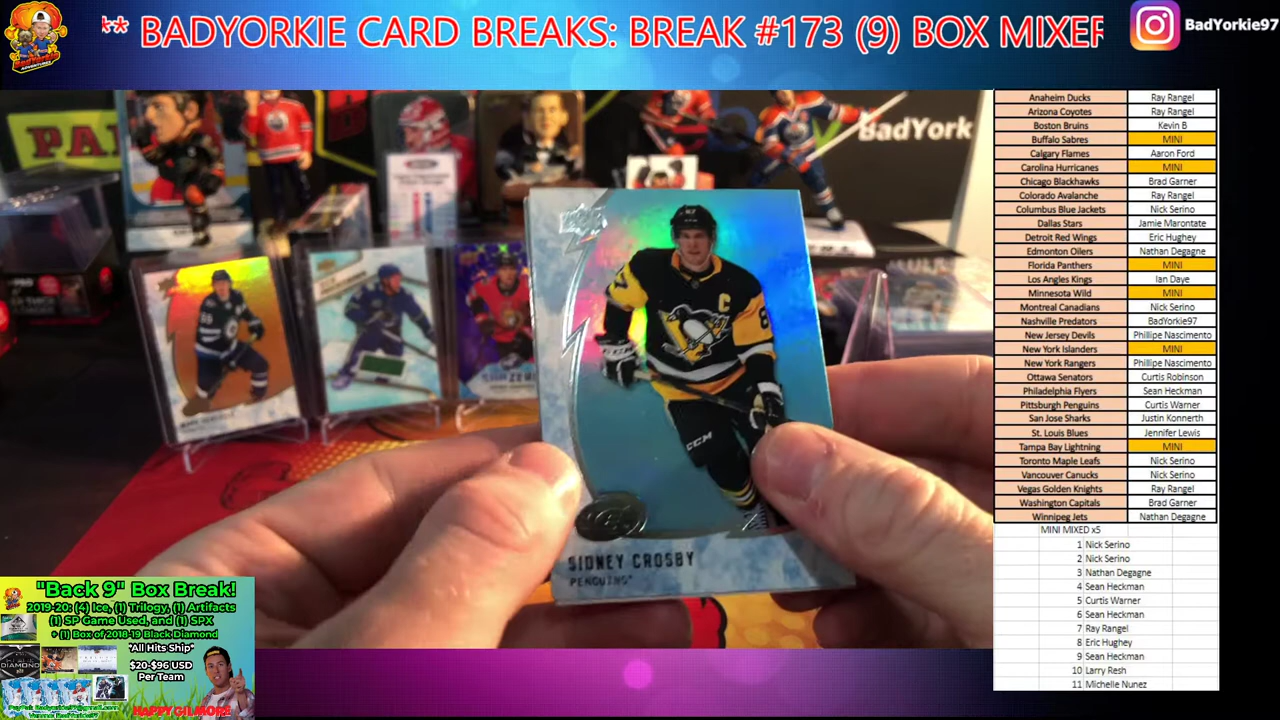 ** BADYORKIE CARD BREAKS: BREAK #173 (9) BOX MIXER
BadYorkie97
BadYork
SIDNEY CROSBY
PENGUINS
CCM
C
Anaheim Ducks Ray Rangel
Arizona Coyotes Ray Rangel
Boston Bruins Kevin B
Buffalo Sabres MINI
Calgary Flames Aaron Ford
Carolina Hurricanes MINI
Chicago Blackhawks Brad Garner
Colorado Avalanche Ray Rangel
Columbus Blue Jackets Nick Serino
Dallas Stars Jamie Marontate
Detroit Red Wings Eric Hughey
Edmonton Oilers Nathan Degagne
Florida Panthers MINI
Los Angeles Kings Ian Daye
Minnesota Wild MINI
Montreal Canadians Nick Serino
Nashville Predators BadYorkie97
New Jersey Devils Phillipe Nascimento
New York Islanders MINI
New York Rangers Phillipe Nascimento
Ottawa Senators Curtis Robinson
Philadelphia Flyers Sean Heckman
Pittsburgh Penguins Curtis Warner
San Jose Sharks Justin Konnerth
St. Louis Blues Jennifer Lewis
Tampa Bay Lightning MINI
Toronto Maple Leafs Nick Serino
Vancouver Canucks Nick Serino
Vegas Golden Knights Ray Rangel
Washington Capitals Brad Garner
Winnipeg Jets Nathan Degagne
MINI MIXED x5
1 Nick Serino
2 Nick Serino
3 Nathan Degagne
4 Sean Heckman
5 Curtis Warner
6 Sean Heckman
7 Ray Rangel
8 Eric Hughey
9 Sean Heckman
10 Larry Resh
11 Michelle Nunez
"Back 9" Box Break!
2019-20: (4) Ice, (1) Trilogy, (1) Artifacts
(1) SP Game Used, and (1) SPX
+ (1) Box of 2018-19 Black Diamond
*All Hits Ship*
$20-$96 USD
Per Team
DIAMOND
HAPPY GILMORE